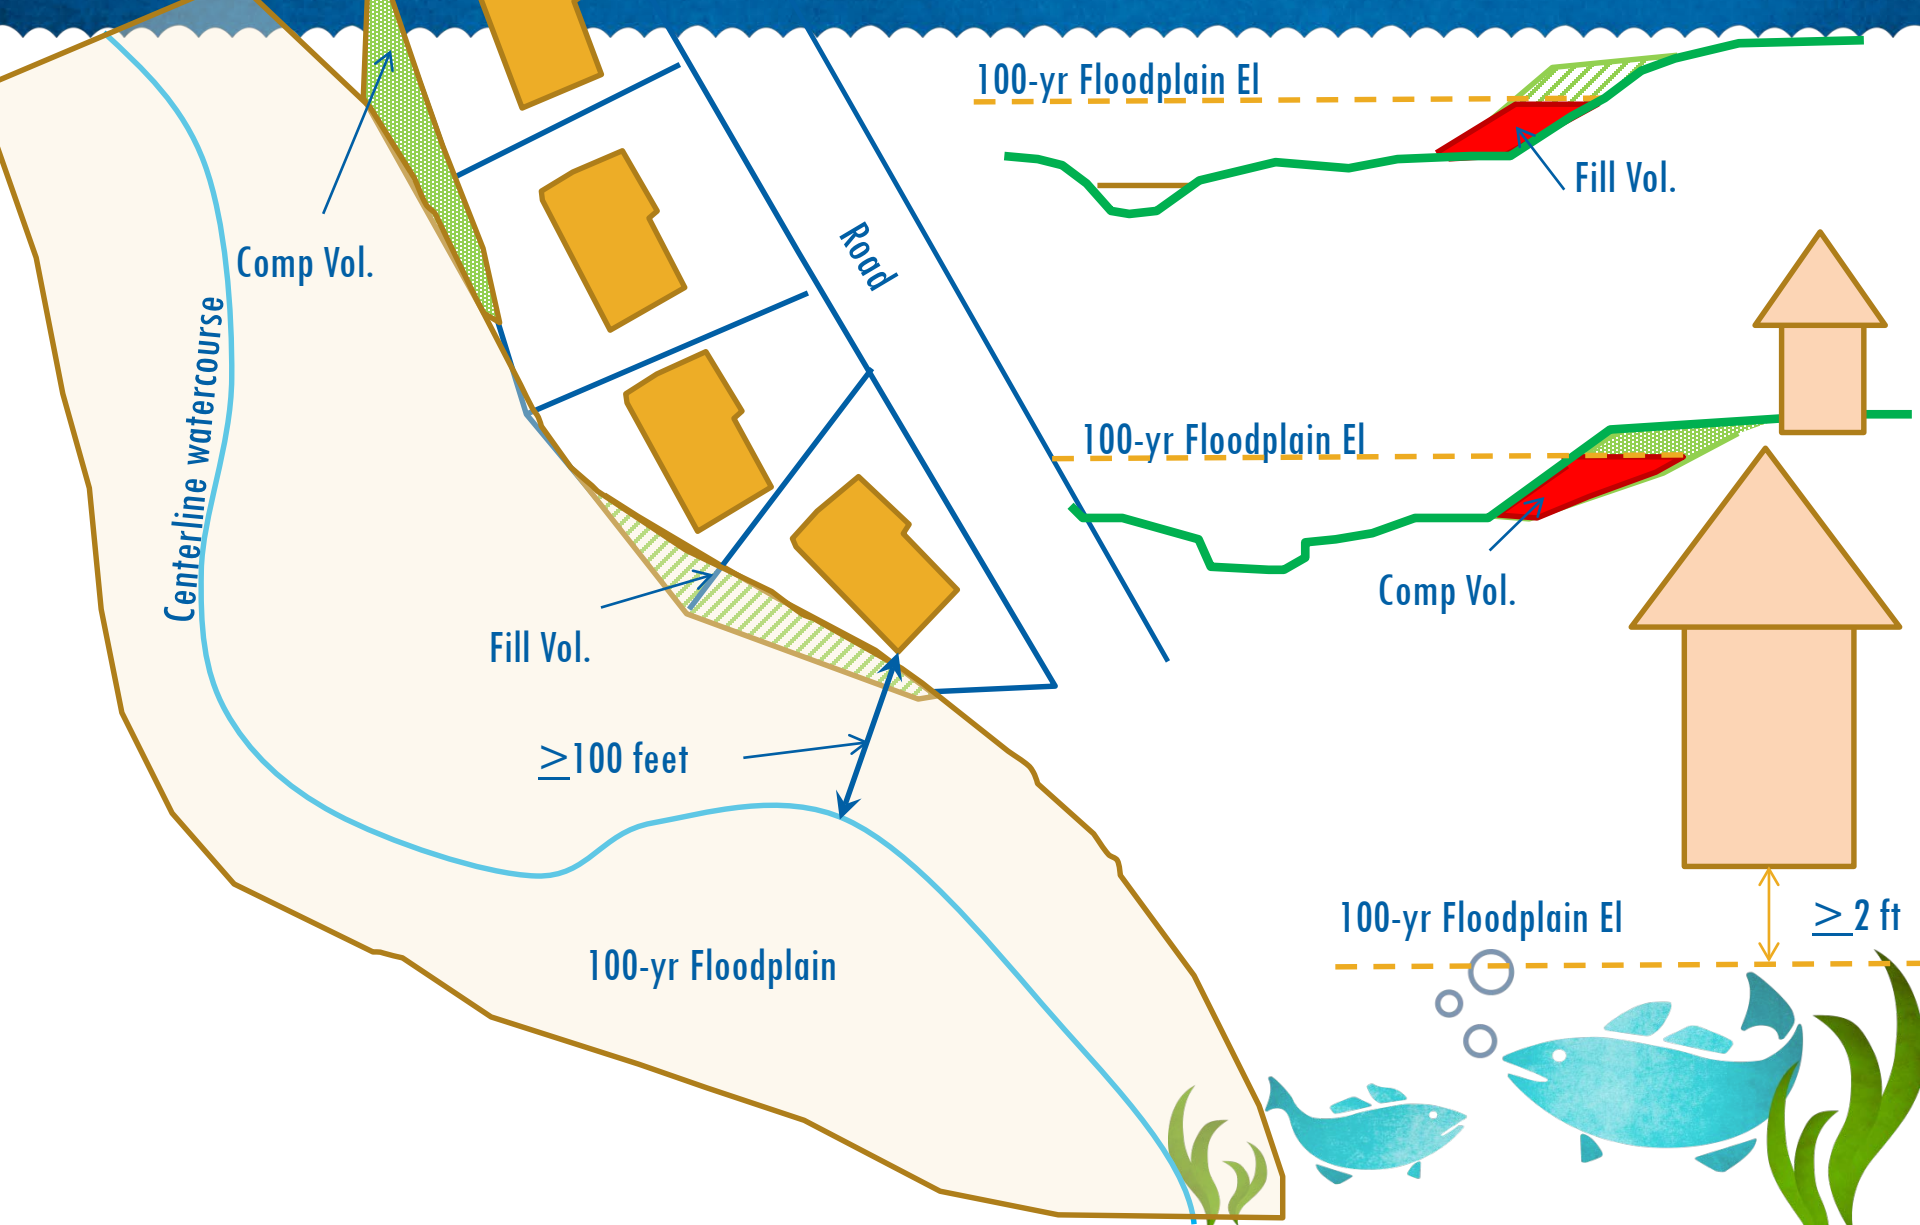 100-yr Floodplain El
Fill Vol.
Road
Comp Vol.
Centerline watercourse
100-yr Floodplain El
Comp Vol.
Fill Vol.
≥100 feet
100-yr Floodplain El
≥ 2 ft
100-yr Floodplain